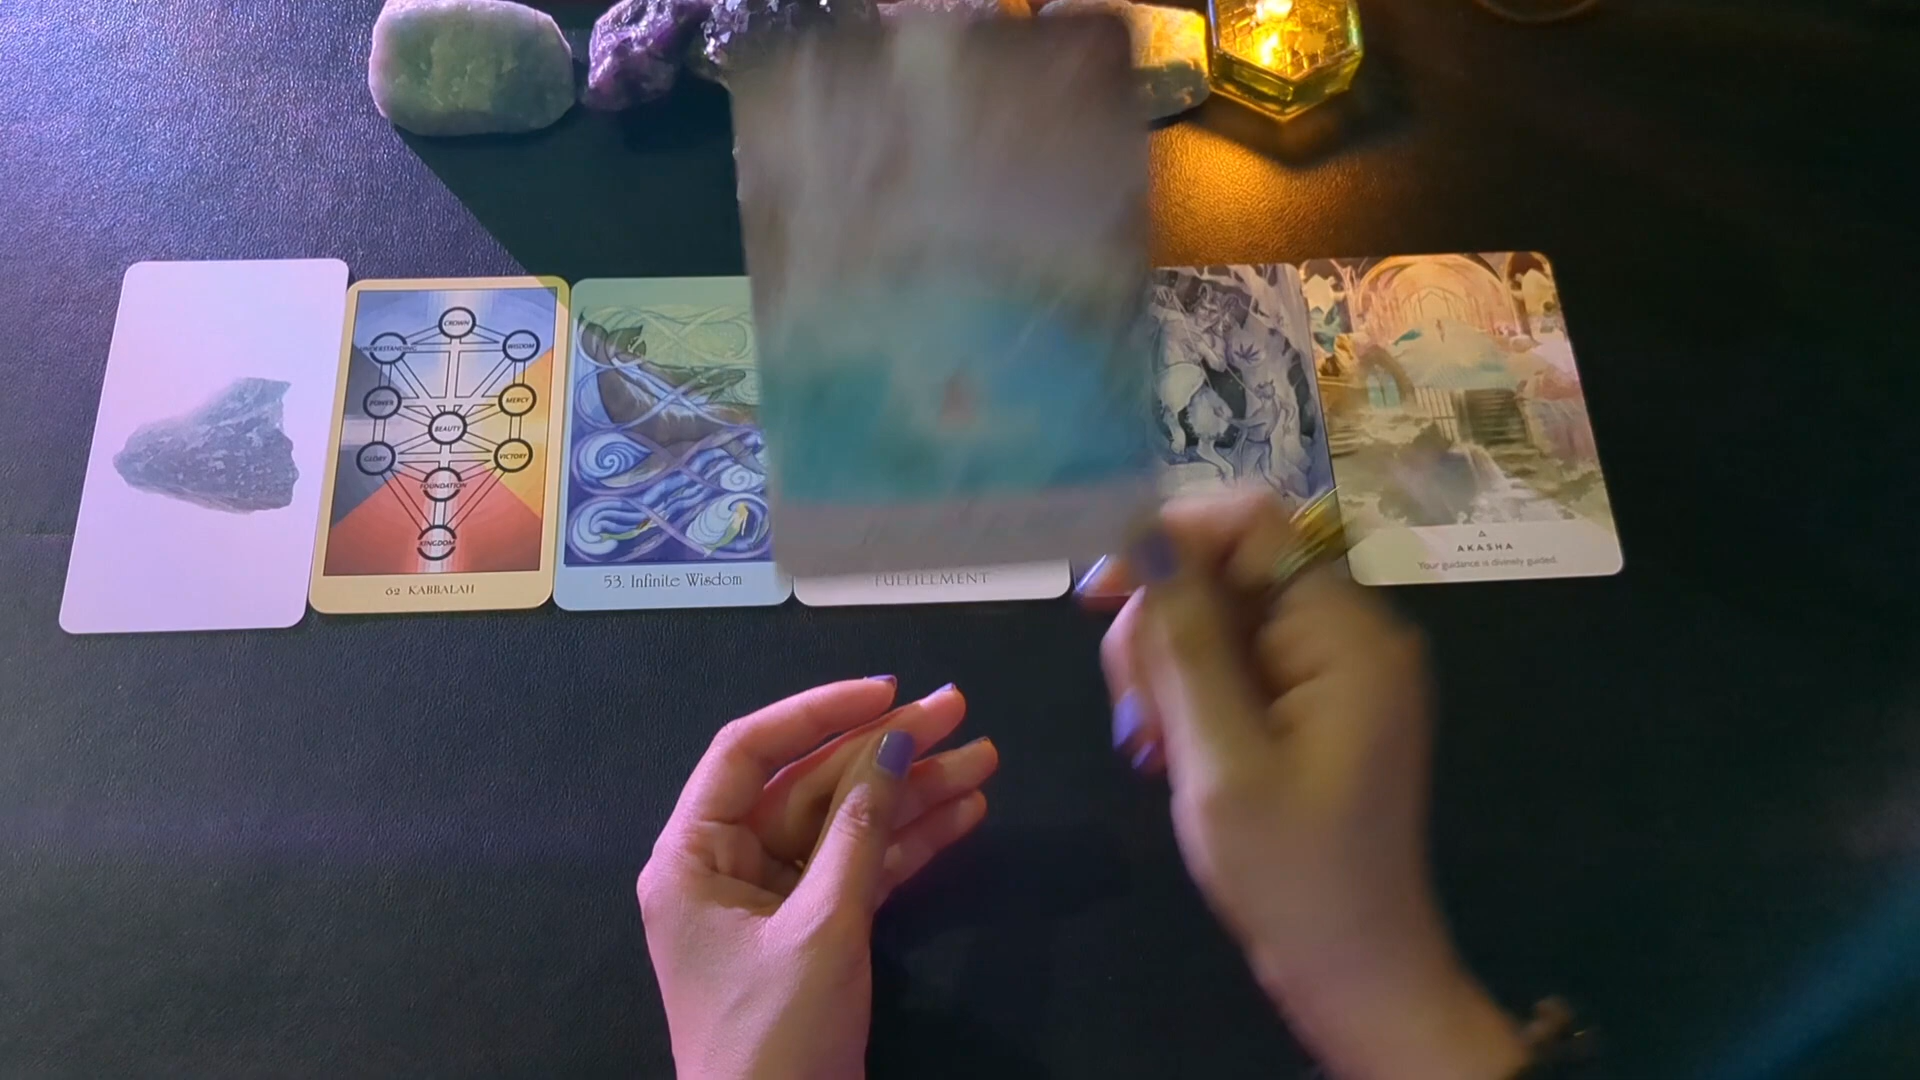 CROWN
UNDERSTANDING
WISDOM
POWER
MERCY
BEAUTY
GLORY
VICTORY
FOUNDATION
KINGDOM
62 KABBALAH
53. Infinite Wisdom
FULFILLMENT
AKASHA
Your guidance is divinely guided.